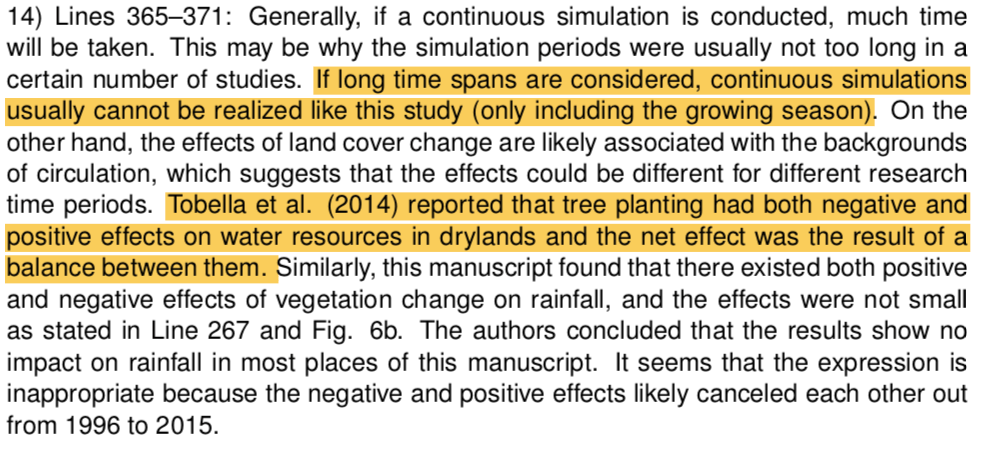 14) Lines 365–371: Generally, if a continuous simulation is conducted, much time
will be taken. This may be why the simulation periods were usually not too long in a
certain number of studies. If long time spans are considered, continuous simulations
usually cannot be realized like this study (only including the growing season). On the
other hand, the effects of land cover change are likely associated with the backgrounds
of circulation, which suggests that the effects could be different for different research
time periods. Tobella et al. (2014) reported that tree planting had both negative and
positive effects on water resources in drylands and the net effect was the result of a
balance between them. Similarly, this manuscript found that there existed both positive
and negative effects of vegetation change on rainfall, and the effects were not small
as stated in Line 267 and Fig. 6b. The authors concluded that the results show no
impact on rainfall in most places of this manuscript. It seems that the expression is
inappropriate because the negative and positive effects likely canceled each other out
from 1996 to 2015.